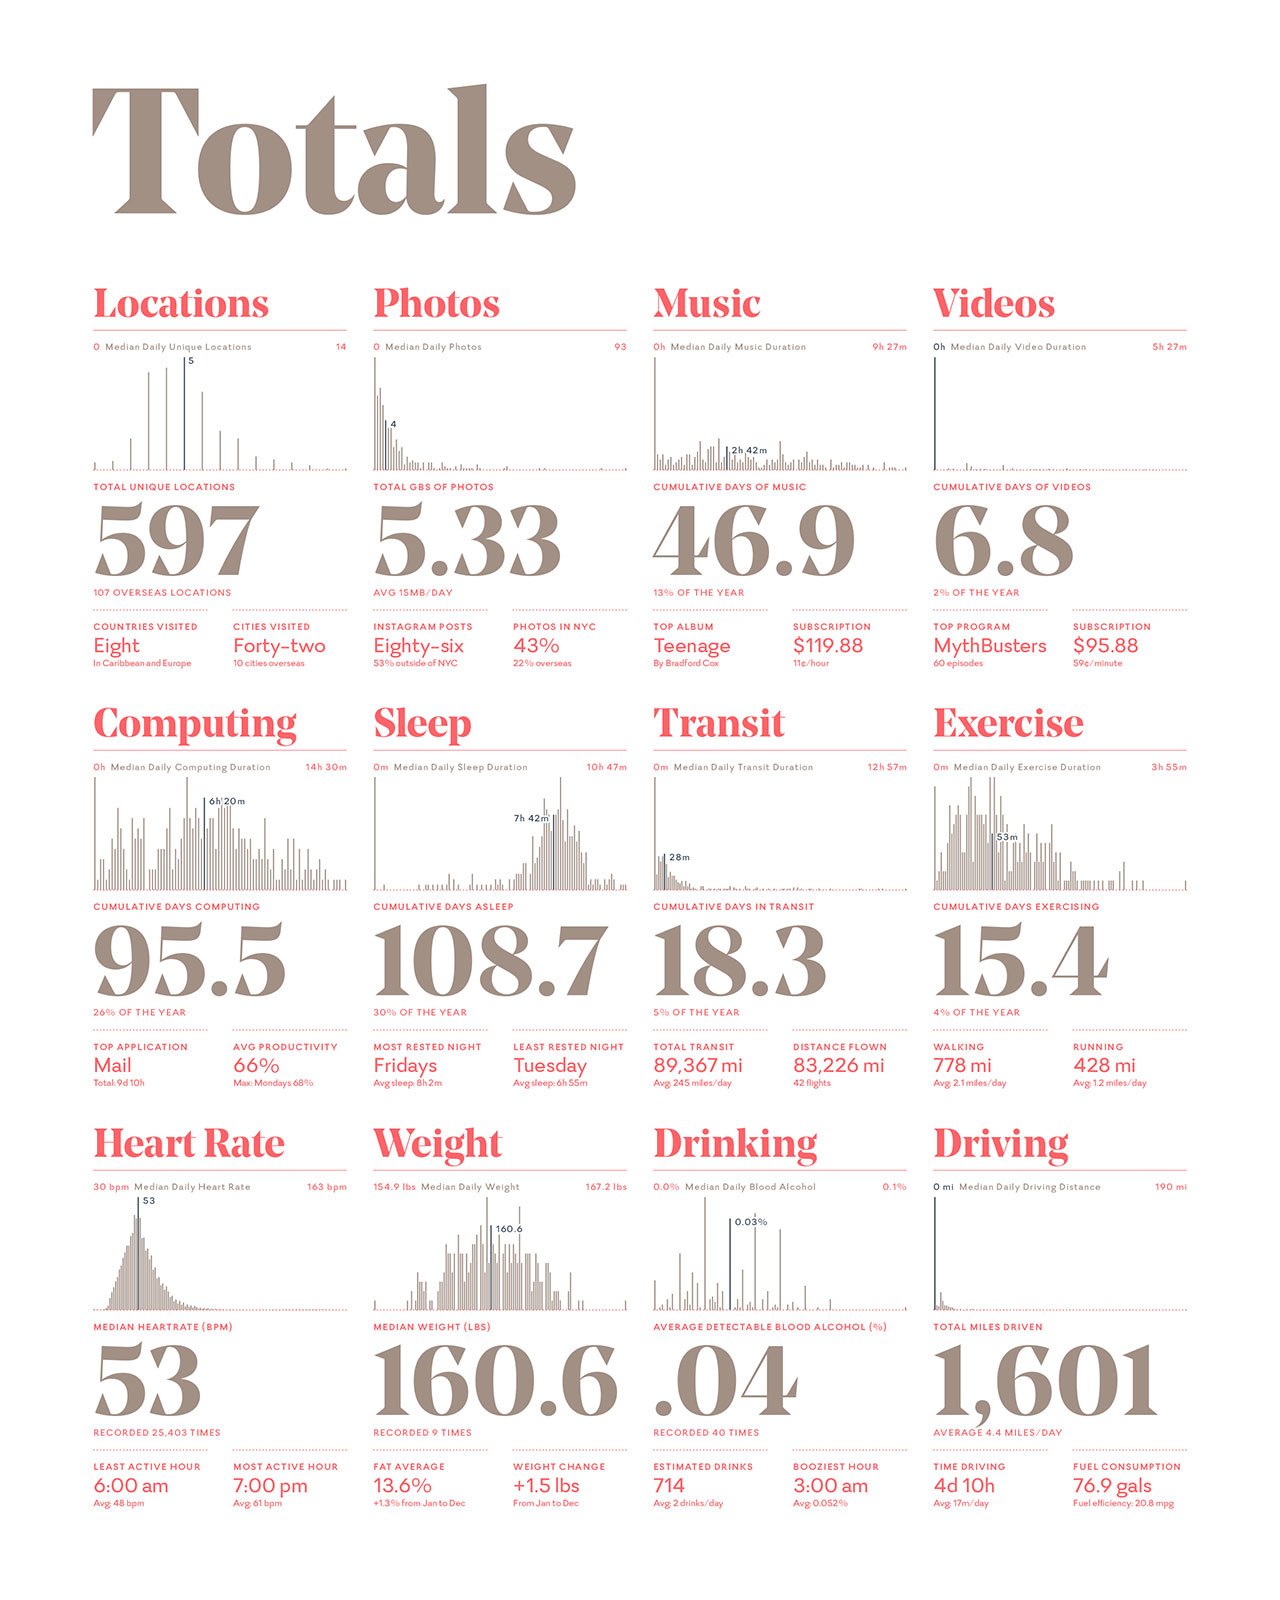 Totals
Locations
0 Median Daily Unique Locations 14
5
TOTAL UNIQUE LOCATIONS
597
107 OVERSEAS LOCATIONS
COUNTRIES VISITED
Eight
In Caribbean and Europe
CITIES VISITED
Forty-two
10 cities overseas
Photos
0 Median Daily Photos 93
4
TOTAL GBS OF PHOTOS
5.33
AVG 15MB/DAY
INSTAGRAM POSTS
Eighty-six
53% outside of NYC
PHOTOS IN NYC
43%
22% overseas
Music
0h Median Daily Music Duration 9h 27m
2h 42m
CUMULATIVE DAYS OF MUSIC
46.9
13% OF THE YEAR
TOP ALBUM
Teenage
By Bradford Cox
SUBSCRIPTION
$119.88
11¢/hour
Videos
0h Median Daily Video Duration 5h 27m
CUMULATIVE DAYS OF VIDEOS
6.8
2% OF THE YEAR
TOP PROGRAM
MythBusters
60 episodes
SUBSCRIPTION
$95.88
59¢/minute
Computing
0h Median Daily Computing Duration 14h 30m
6h 20m
CUMULATIVE DAYS COMPUTING
95.5
26% OF THE YEAR
TOP APPLICATION
Mail
Total: 9d 10h
AVG PRODUCTIVITY
66%
Max: Mondays 68%
Sleep
0m Median Daily Sleep Duration 10h 47m
7h 42m
CUMULATIVE DAYS ASLEEP
108.7
30% OF THE YEAR
MOST RESTED NIGHT
Fridays
Avg sleep: 8h 2m
LEAST RESTED NIGHT
Tuesday
Avg sleep: 6h 55m
Transit
0m Median Daily Transit Duration 12h 57m
28m
CUMULATIVE DAYS IN TRANSIT
18.3
5% OF THE YEAR
TOTAL TRANSIT
89,367 mi
Avg: 245 miles/day
DISTANCE FLOWN
83,226 mi
42 flights
Exercise
0m Median Daily Exercise Duration 3h 55m
53m
CUMULATIVE DAYS EXERCISING
15.4
4% OF THE YEAR
WALKING
778 mi
Avg: 2.1 miles/day
RUNNING
428 mi
Avg: 1.2 miles/day
Heart Rate
30 bpm Median Daily Heart Rate 163 bpm
53
MEDIAN HEARTRATE (BPM)
53
RECORDED 25,403 TIMES
LEAST ACTIVE HOUR
6:00 am
Avg: 48 bpm
MOST ACTIVE HOUR
7:00 pm
Avg: 61 bpm
Weight
154.9 lbs Median Daily Weight 167.2 lbs
160.6
MEDIAN WEIGHT (LBS)
160.6
RECORDED 9 TIMES
FAT AVERAGE
13.6%
+1.3% from Jan to Dec
WEIGHT CHANGE
+1.5 lbs
From Jan to Dec
Drinking
0.0% Median Daily Blood Alcohol 0.1%
0.03%
AVERAGE DETECTABLE BLOOD ALCOHOL (%)
.04
RECORDED 40 TIMES
ESTIMATED DRINKS
714
Avg: 2 drinks/day
BOOZIEST HOUR
3:00 am
Avg: 0.052%
Driving
0 mi Median Daily Driving Distance 190 mi
TOTAL MILES DRIVEN
1,601
AVERAGE 4.4 MILES/DAY
TIME DRIVING
4d 10h
Avg: 17m/day
FUEL CONSUMPTION
76.9 gals
Fuel efficiency: 20.8 mpg